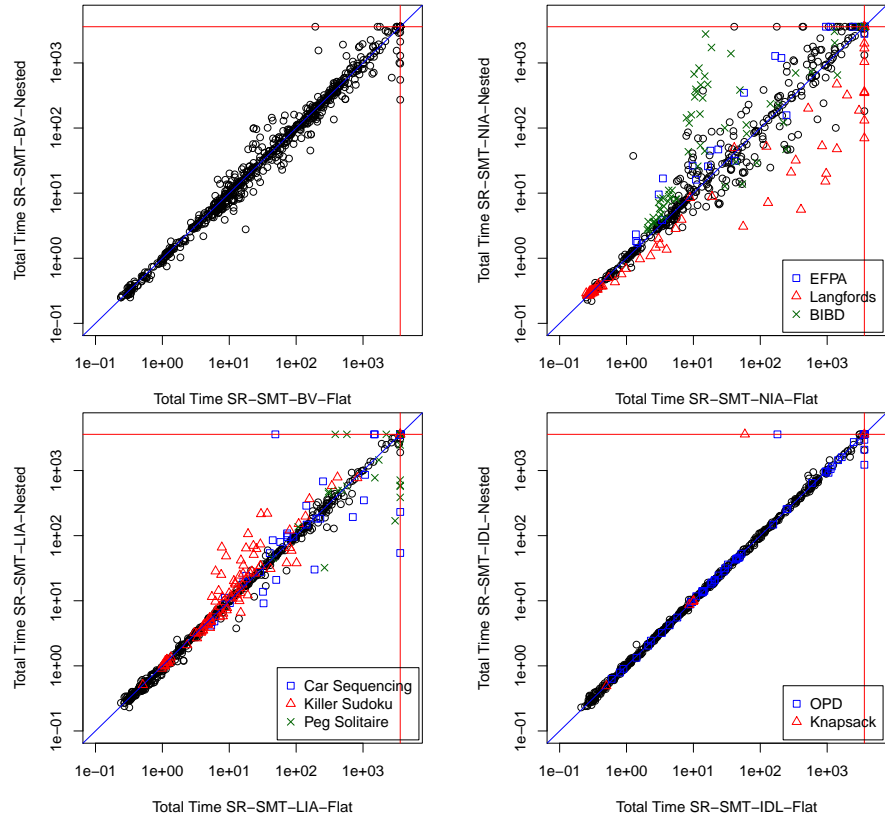 Total Time SR−SMT−BV−Nested
1e−01 1e+00 1e+01 1e+02 1e+03
1e−01 1e+00 1e+01 1e+02 1e+03
Total Time SR−SMT−BV−Flat
Total Time SR−SMT−NIA−Nested
1e−01 1e+00 1e+01 1e+02 1e+03
EFPA
Langfords
BIBD
1e−01 1e+00 1e+01 1e+02 1e+03
Total Time SR−SMT−NIA−Flat
Total Time SR−SMT−LIA−Nested
1e−01 1e+00 1e+01 1e+02 1e+03
Car Sequencing
Killer Sudoku
Peg Solitaire
1e−01 1e+00 1e+01 1e+02 1e+03
Total Time SR−SMT−LIA−Flat
Total Time SR−SMT−IDL−Nested
1e−01 1e+00 1e+01 1e+02 1e+03
OPD
Knapsack
1e−01 1e+00 1e+01 1e+02 1e+03
Total Time SR−SMT−IDL−Flat